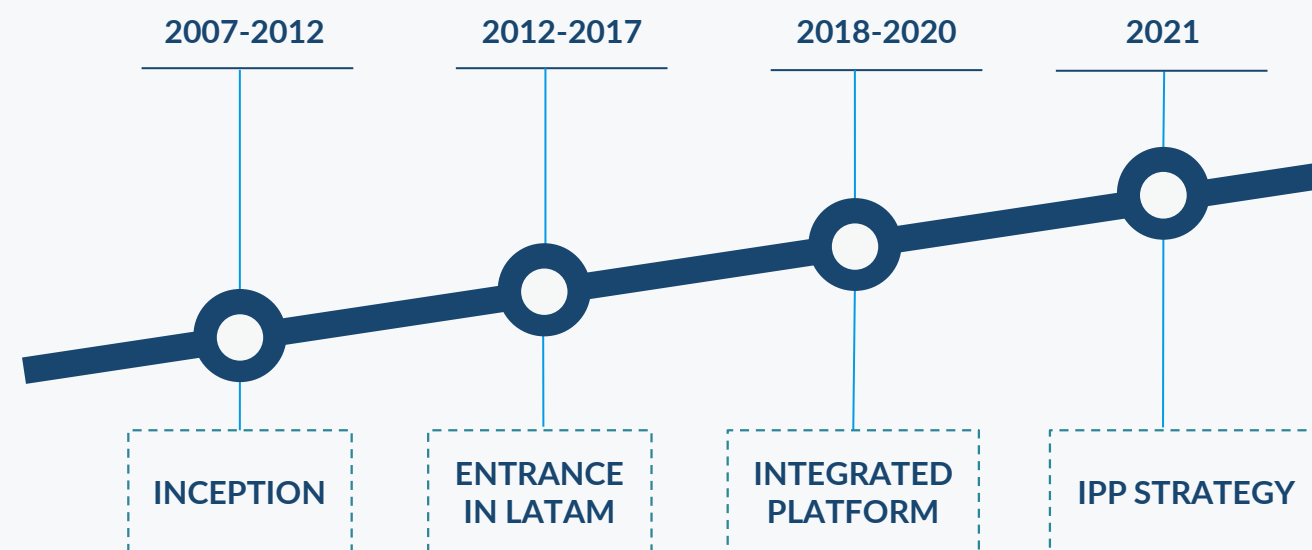 2007-2012
2012-2017
2018-2020
2021
INCEPTION
ENTRANCE
IN LATAM
INTEGRATED
PLATFORM
IPP STRATEGY